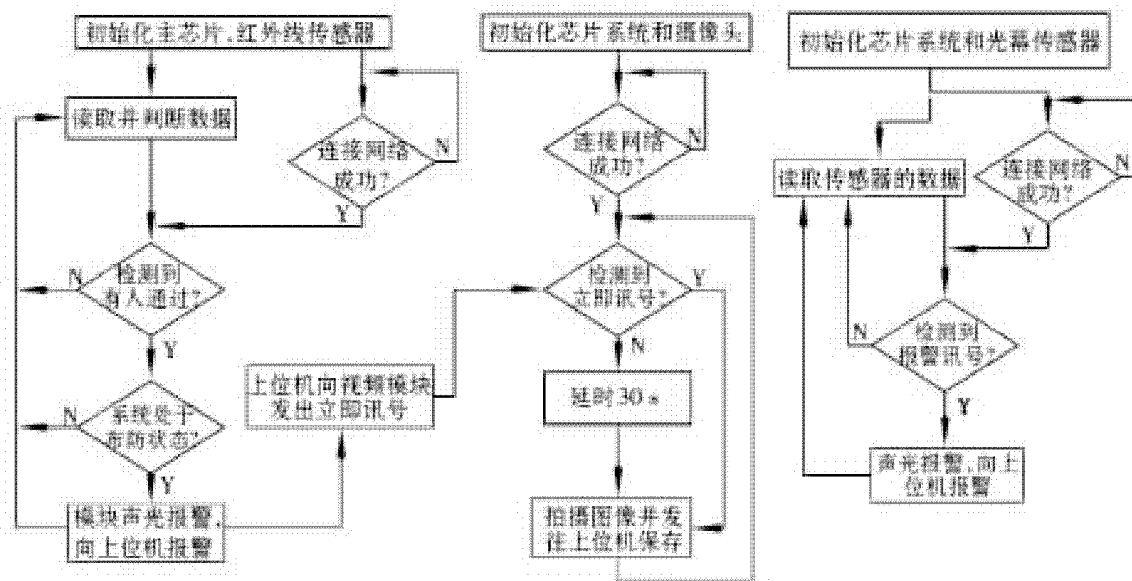 初始化主芯片,红外线传感器
读取并判断数据
连接网络
成功?
N
Y
检测到
有人通过?
N
Y
系统处于
布防状态?
N
Y
模块声光报警,
向上位机报警
上位机向视频模块
发出立即讯号
初始化芯片系统和摄像头
连接网络
成功?
N
Y
检测到
立即讯号?
Y
N
延时30 s
拍摄图像并发
往上位机保存
初始化芯片系统和光幕传感器
读取传感器的数据
连接网络
成功?
N
Y
检测到
报警讯号?
N
Y
声光报警,向上
位机报警